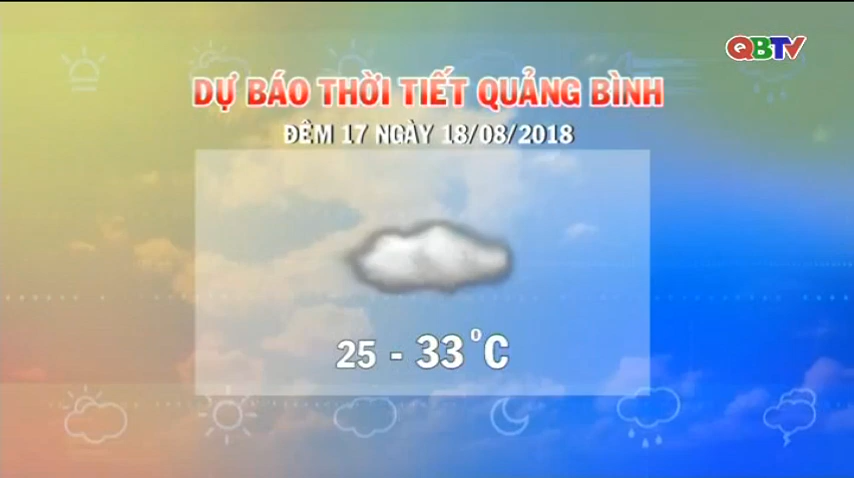 QBTV
DỰ BÁO THỜI TIẾT QUẢNG BÌNH
ĐÊM 17 NGÀY 18/08/2018
25 - 33°C